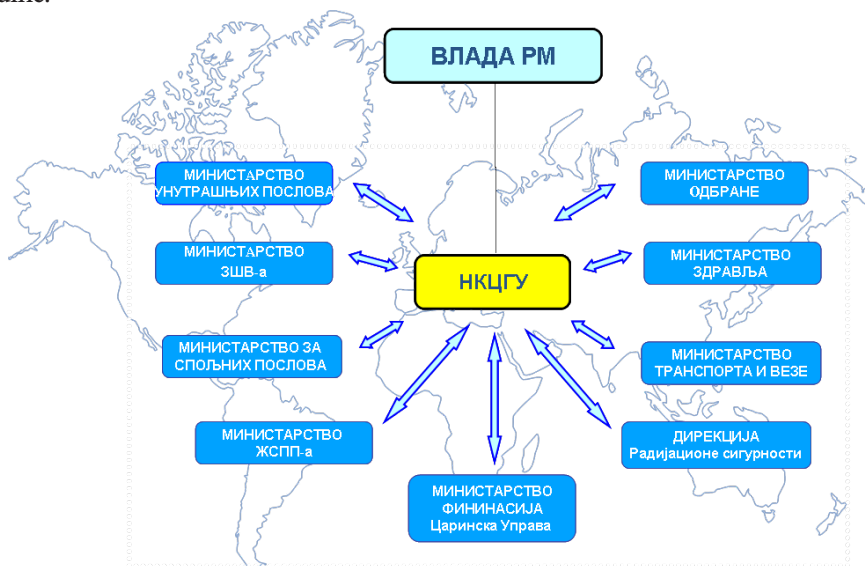 ВЛАДА РМ
МИНИСТАРСТВО
УНУТРАШЊИХ ПОСЛОВА
МИНИСТАРСТВО
ОДБРАНЕ
МИНИСТАРСТВО
ЗШВ-а
НКЦГУ
МИНИСТАРСТВО
ЗДРАВЉА
МИНИСТАРСТВО ЗА
СПОЉНИХ ПОСЛОВА
МИНИСТАРСТВО
ТРАНСПОРТА И ВЕЗЕ
МИНИСТАРСТВО
ЖСПП-а
ДИРЕКЦИЈА
Радијационе сигурности
МИНИСТАРСТВО
ФИНИНАСИЈА
Царинска Управа